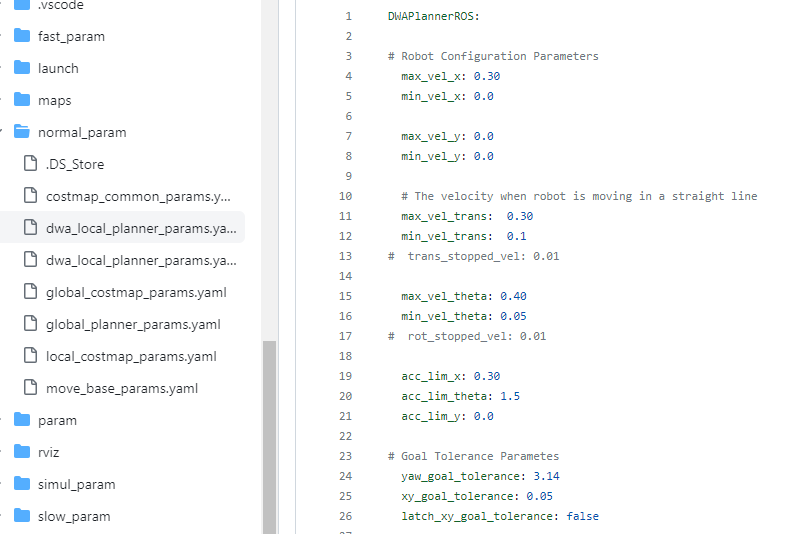 .vscode
fast_param
launch
maps
normal_param
.DS_Store
costmap_common_params.y...
dwa_local_planner_params.ya...
dwa_local_planner_params.ya...
global_costmap_params.yaml
global_planner_params.yaml
local_costmap_params.yaml
move_base_params.yaml
param
rviz
simul_param
slow_param
1 DWAPlannerROS:
2
3 # Robot Configuration Parameters
4 max_vel_x: 0.30
5 min_vel_x: 0.0
6
7 max_vel_y: 0.0
8 min_vel_y: 0.0
9
10 # The velocity when robot is moving in a straight line
11 max_vel_trans:  0.30
12 min_vel_trans:  0.1
13 #  trans_stopped_vel: 0.01
14
15 max_vel_theta: 0.40
16 min_vel_theta: 0.05
17 #  rot_stopped_vel: 0.01
18
19 acc_lim_x: 0.30
20 acc_lim_theta: 1.5
21 acc_lim_y: 0.0
22
23 # Goal Tolerance Parametes
24 yaw_goal_tolerance: 3.14
25 xy_goal_tolerance: 0.05
26 latch_xy_goal_tolerance: false